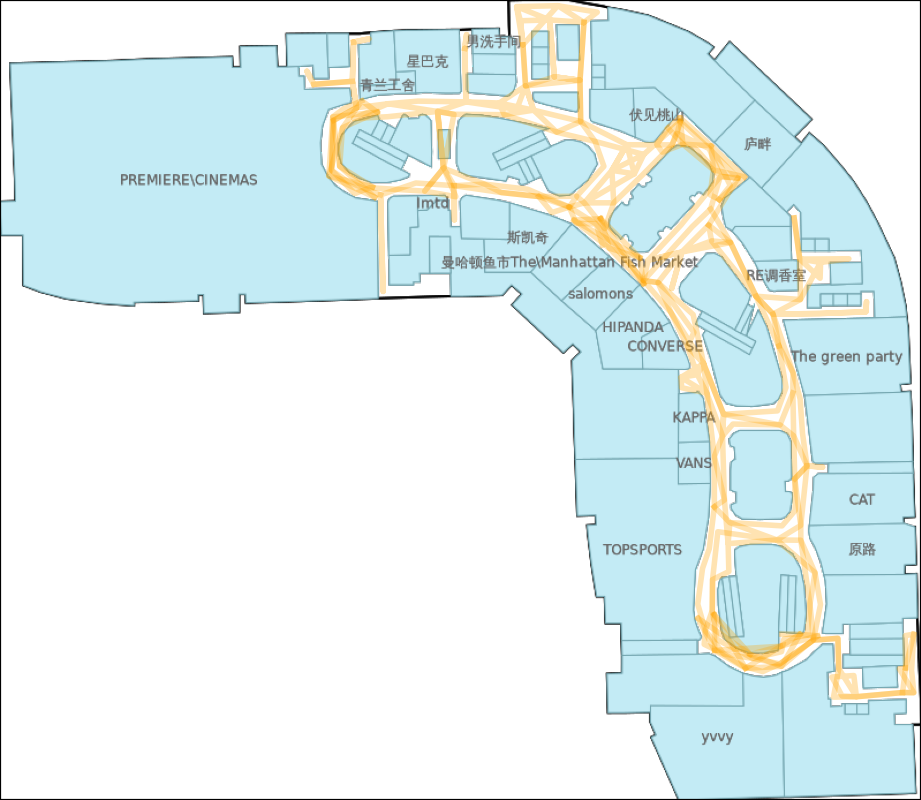 男洗手间
星巴克
青兰工舍
伏见桃山
庐畔
PREMIERE\CINEMAS
lmtd
斯凯奇
曼哈顿鱼市The\Manhattan Fish Market
RE调香室
salomons
HIPANDA
CONVERSE
The green party
KAPPA
VANS
CAT
TOPSPORTS
原路
yvvy